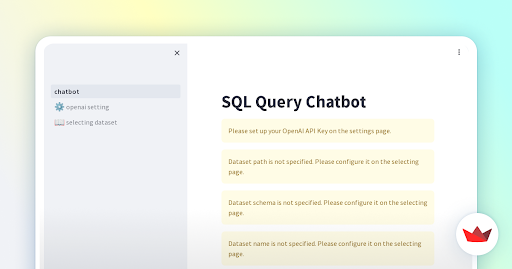 chatbot
openai setting
selecting dataset
SQL Query Chatbot
Please set up your OpenAI API Key on the settings page.
Dataset path is not specified. Please configure it on the selecting
page.
Dataset schema is not specified. Please configure it on the selecting
page.
Dataset name is not specified. Please configure it on the selecting
page.